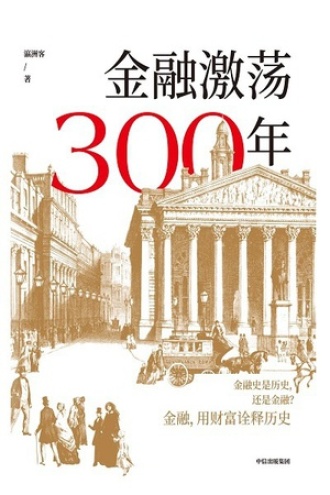 瀛洲客
/
著
金融激荡
300年
金融史是历史，
还是金融？
金融，用财富诠释历史
中信出版集团